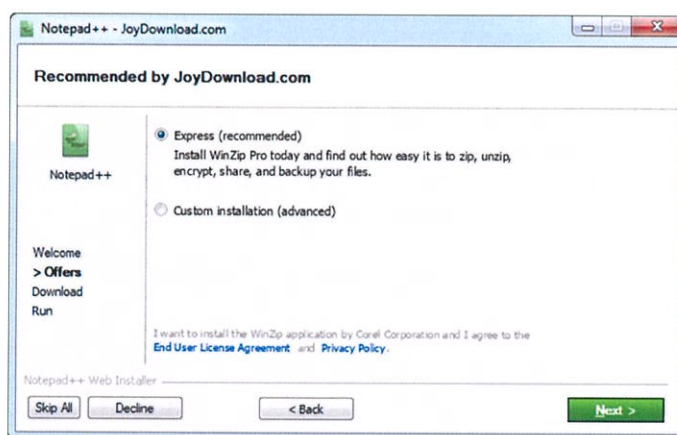 Notepad++ - JoyDownload.com
Recommended by JoyDownload.com
Notepad++
Express (recommended)
Install WinZip Pro today and find out how easy it is to zip, unzip,
encrypt, share, and backup your files.
Custom installation (advanced)
Welcome
> Offers
Download
Run
I want to install the WinZip application by Corel Corporation and I agree to the
End User License Agreement and Privacy Policy.
Notepad++ Web Installer
Skip All Decline < Back Next >